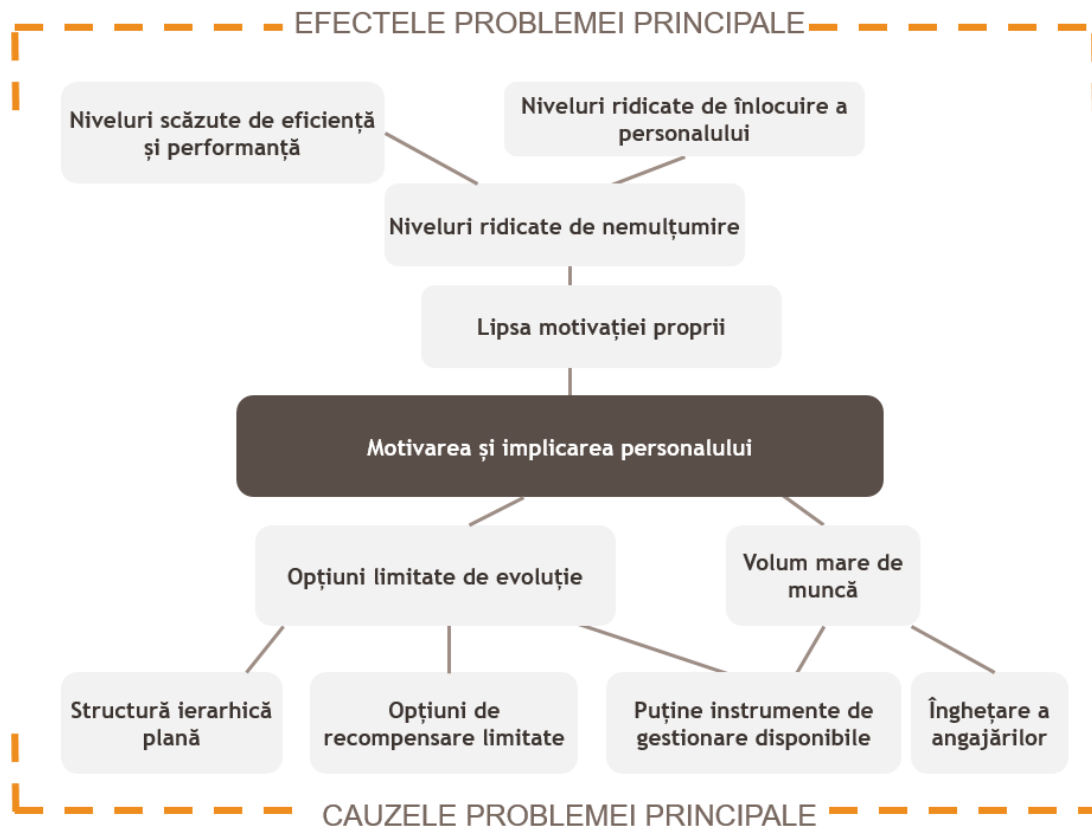 EFECTELE PROBLEMEI PRINCIPALE
Niveluri scăzute de eficiență
și performanță
Niveluri ridicate de înlocuire a
personalului
Niveluri ridicate de nemulțumire
Lipsa motivației proprii
Motivarea și implicarea personalului
Opțiuni limitate de evoluție
Volum mare de
muncă
Structură ierarhică
plană
Opțiuni de
recompensare limitate
Puține instrumente de
gestionare disponibile
Înghețare a
angajărilor
CAUZELE PROBLEMEI PRINCIPALE